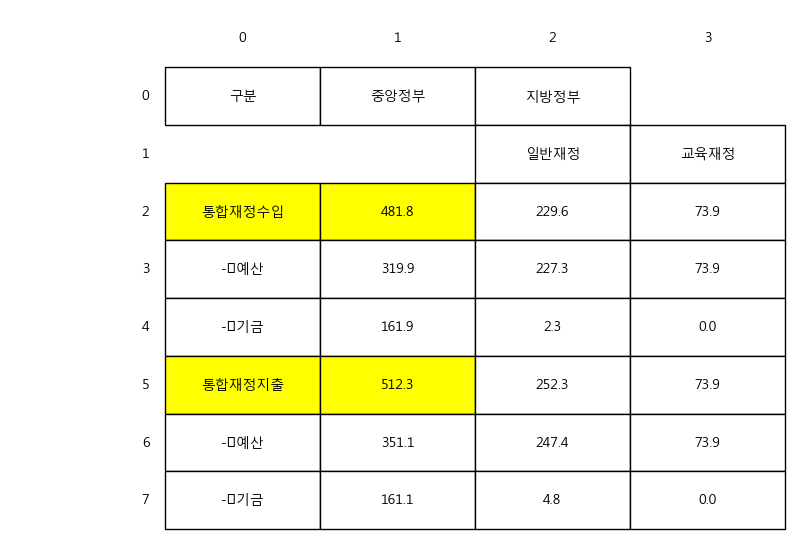 0 1 2 3
0 구분 중앙정부 지방정부
1 일반재정 교육재정
2 통합재정수입 481.8 229.6 73.9
3 -▯예산 319.9 227.3 73.9
4 -▯기금 161.9 2.3 0.0
5 통합재정지출 512.3 252.3 73.9
6 -▯예산 351.1 247.4 73.9
7 -▯기금 161.1 4.8 0.0